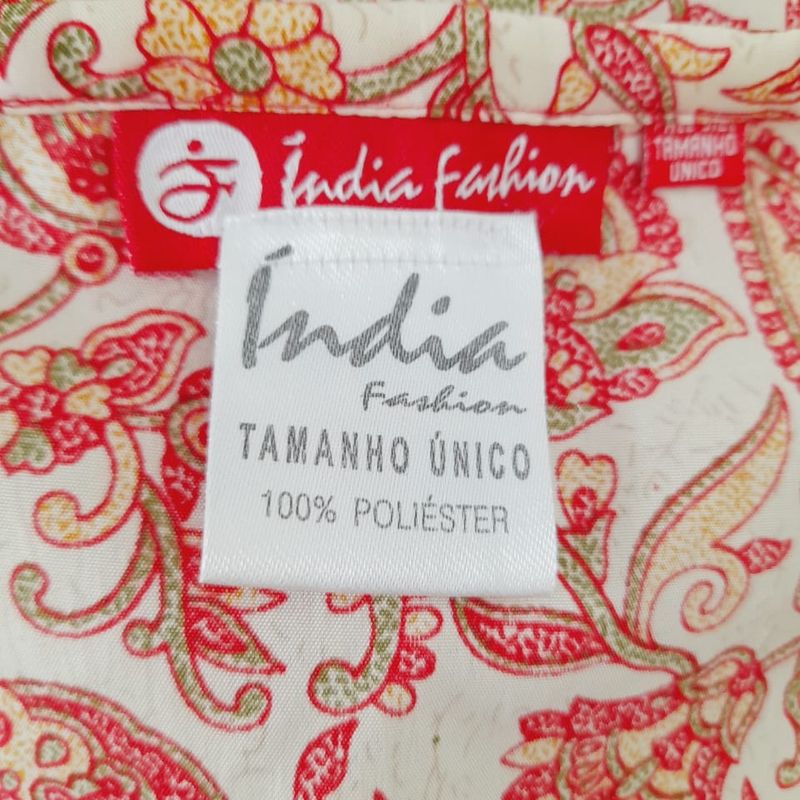 Índia Fashion
TAMANHO
ÚNICO
Índia
Fashion
TAMANHO ÚNICO
100% POLIÉSTER